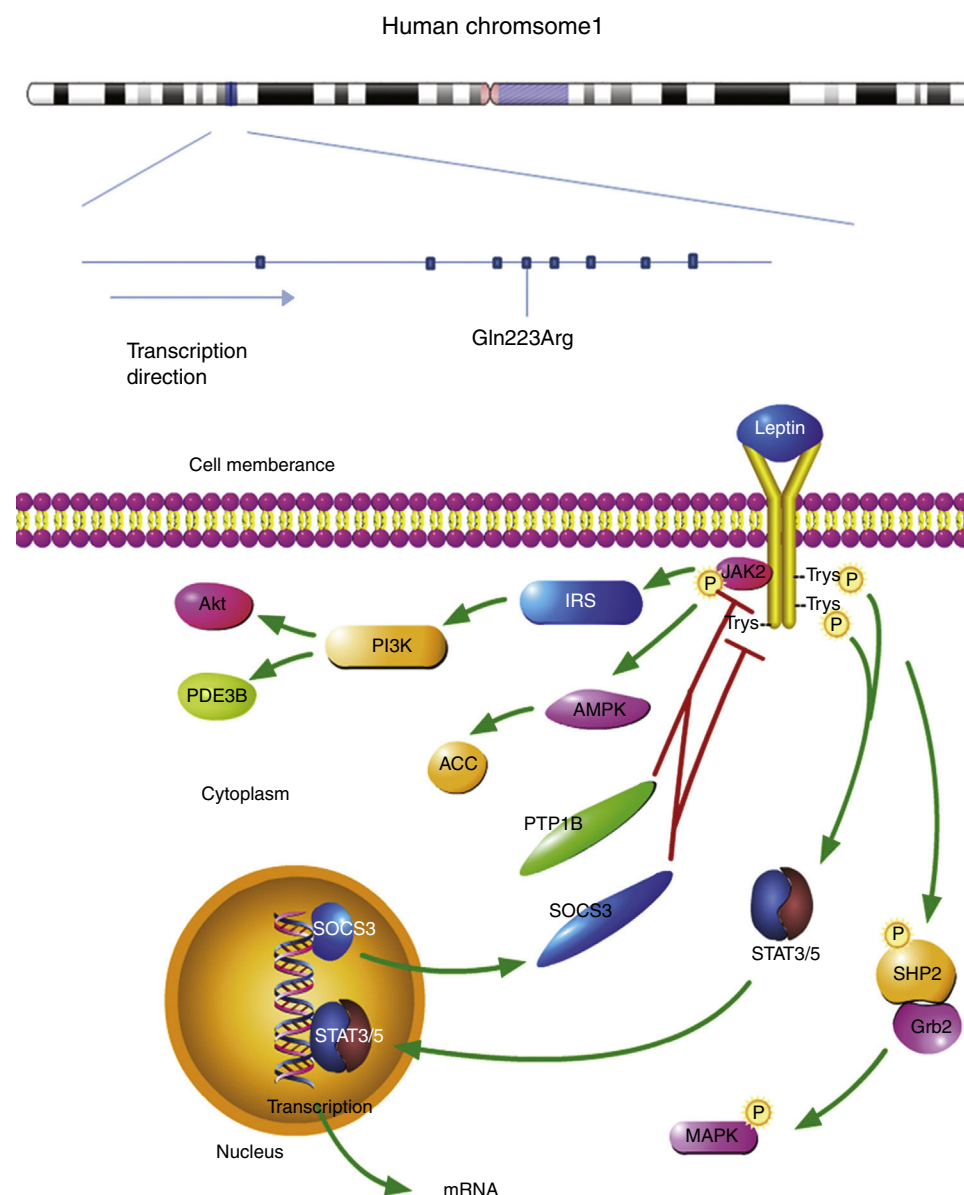 Human chromsome1
Gln223Arg
Transcription
direction
Leptin
Cell memberance
JAK2
P
Trys
P
Trys
P
Trys
IRS
Akt
PI3K
PDE3B
AMPK
ACC
Cytoplasm
PTP1B
SOCS3
SOCS3
STAT3/5
P
SHP2
Grb2
STAT3/5
Transcription
P
MAPK
Nucleus
mRNA